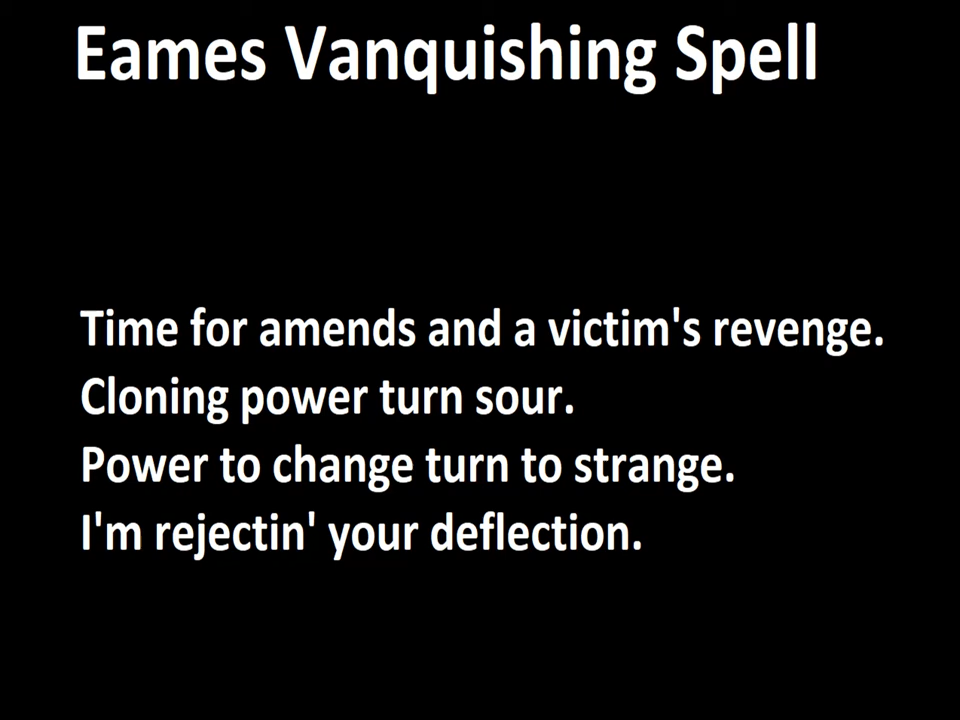 Eames Vanquishing Spell
Time for amends and a victim's revenge.
Cloning power turn sour.
Power to change turn to strange.
I'm rejectin' your deflection.